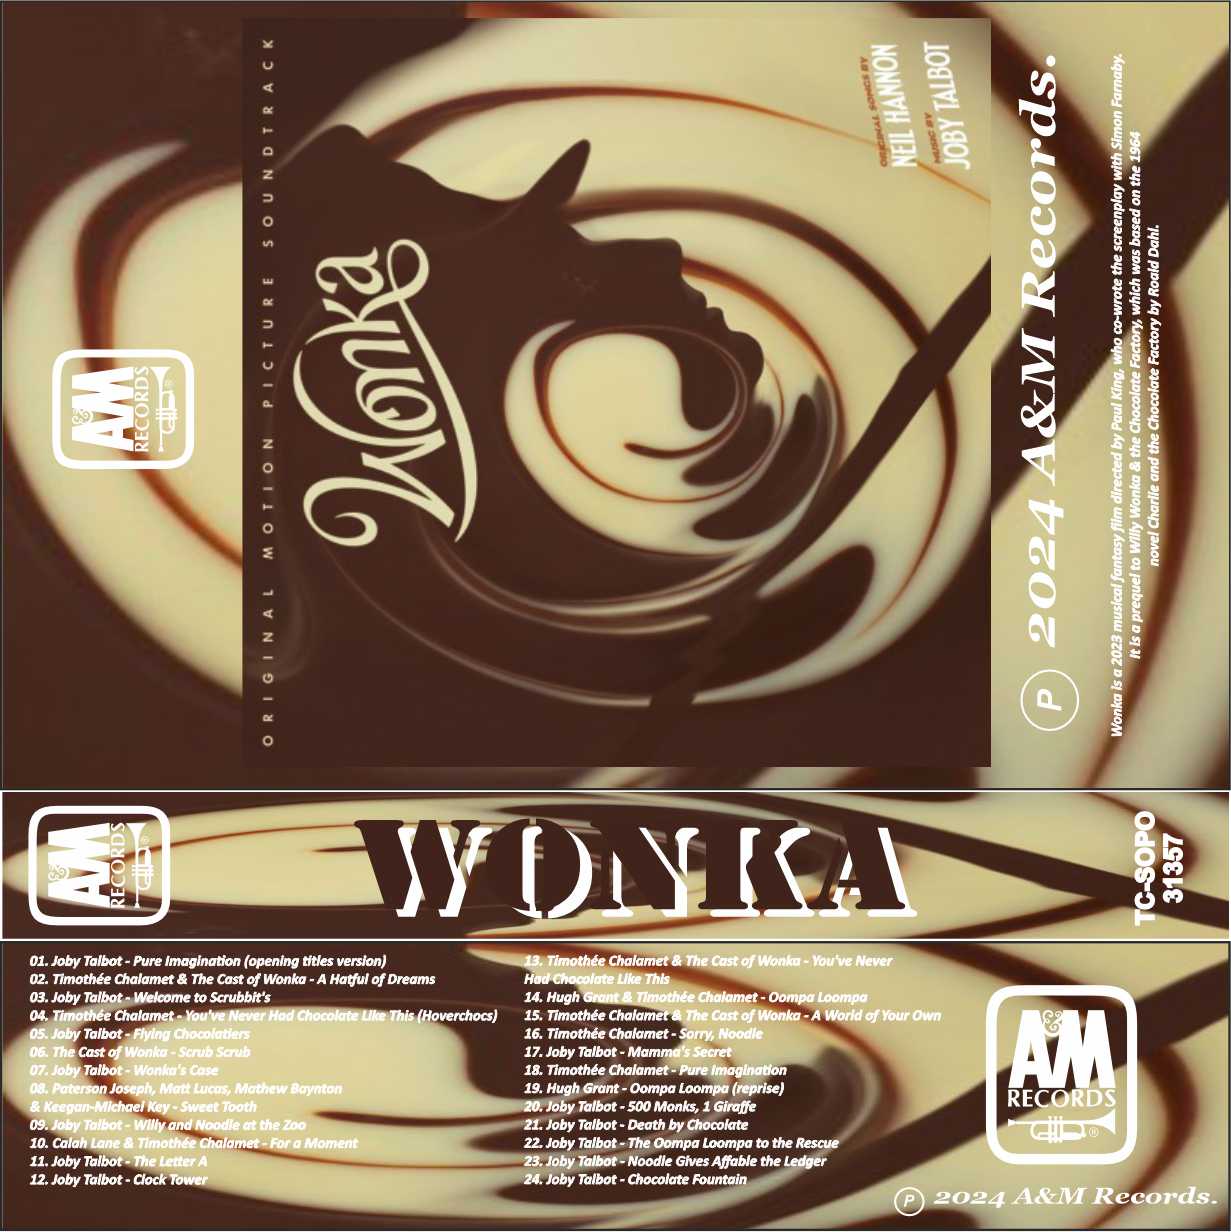 ORIGINAL MOTION PICTURE SOUNDTRACK
Wonka
ORIGINAL SONGS BY
NEIL HANNON
MUSIC BY
JOBY TALBOT
A&M
RECORDS
®
P 2024 A&M Records.
Wonka is a 2023 musical fantasy film directed by Paul King, who co-wrote the screenplay with Simon Farnaby.
It is a prequel to Willy Wonka & the Chocolate Factory, which was based on the 1964
novel Charlie and the Chocolate Factory by Roald Dahl.
A&M
RECORDS
®
WONKA
TC-SOPO
31357
01. Joby Talbot - Pure Imagination (opening titles version)
02. Timothée Chalamet & The Cast of Wonka - A Hatful of Dreams
03. Joby Talbot - Welcome to Scrubbit's
04. Timothée Chalamet - You've Never Had Chocolate Like This (Hoverchocs)
05. Joby Talbot - Flying Chocolatiers
06. The Cast of Wonka - Scrub Scrub
07. Joby Talbot - Wonka's Case
08. Paterson Joseph, Matt Lucas, Mathew Baynton
& Keegan-Michael Key - Sweet Tooth
09. Joby Talbot - Willy and Noodle at the Zoo
10. Calah Lane & Timothée Chalamet - For a Moment
11. Joby Talbot - The Letter A
12. Joby Talbot - Clock Tower
13. Timothée Chalamet & The Cast of Wonka - You've Never
Had Chocolate Like This
14. Hugh Grant & Timothée Chalamet - Oompa Loompa
15. Timothée Chalamet & The Cast of Wonka - A World of Your Own
16. Timothée Chalamet - Sorry, Noodle
17. Joby Talbot - Mamma's Secret
18. Timothée Chalamet - Pure Imagination
19. Hugh Grant - Oompa Loompa (reprise)
20. Joby Talbot - 500 Monks, 1 Giraffe
21. Joby Talbot - Death by Chocolate
22. Joby Talbot - The Oompa Loompa to the Rescue
23. Joby Talbot - Noodle Gives Affable the Ledger
24. Joby Talbot - Chocolate Fountain
A&M
RECORDS
®
P 2024 A&M Records.